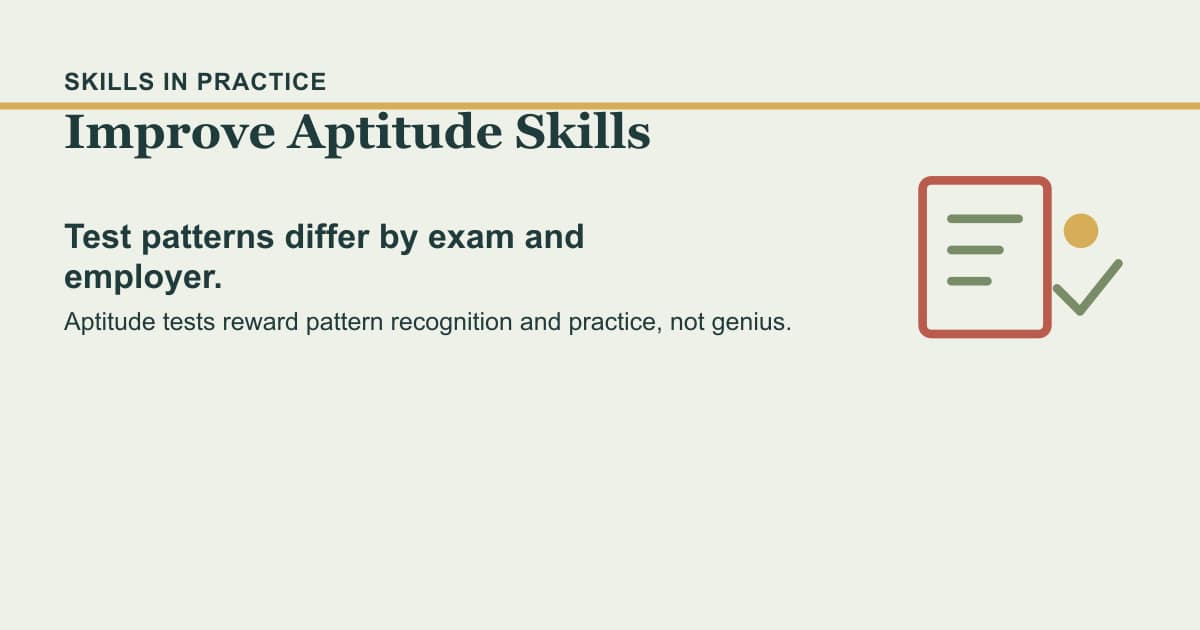 SKILLS IN PRACTICE
Improve Aptitude Skills
Test patterns differ by exam and
employer.
Aptitude tests reward pattern recognition and practice, not genius.